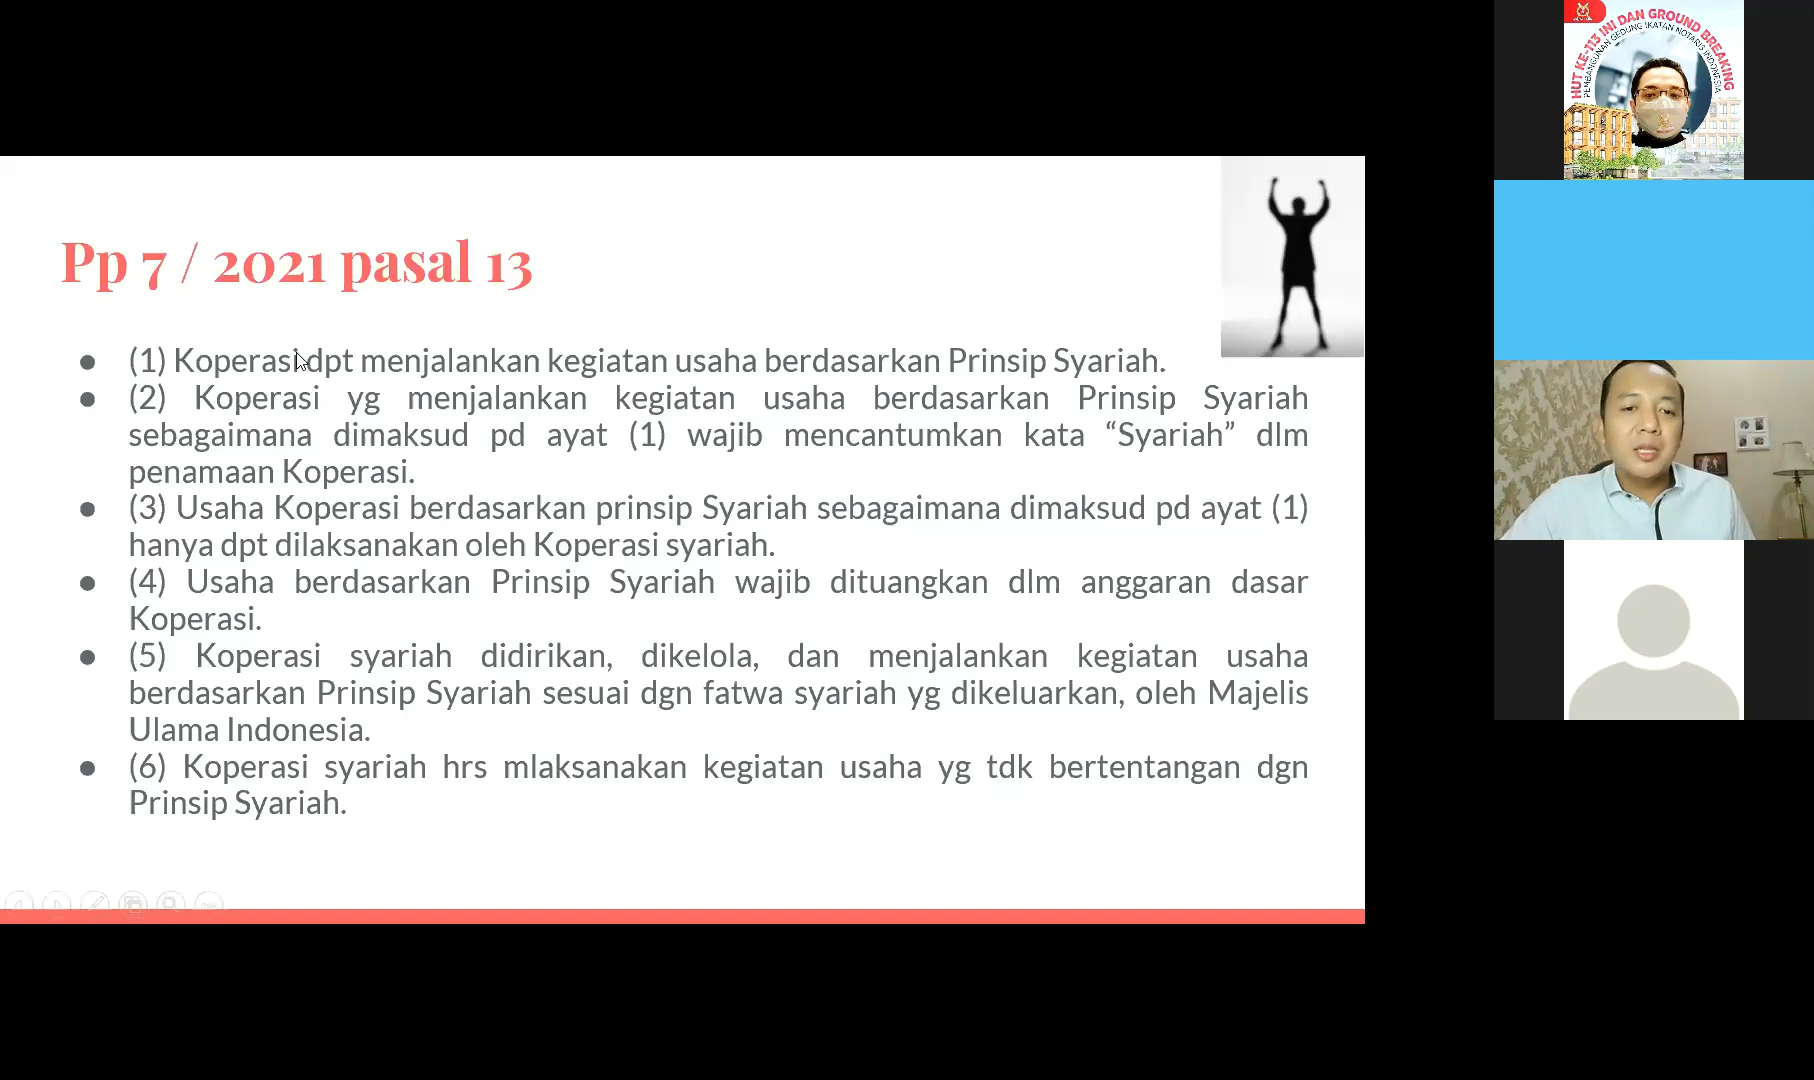 Pp 7 / 2021 pasal 13
(1) Koperasi dpt menjalankan kegiatan usaha berdasarkan Prinsip Syariah.
(2) Koperasi yg menjalankan kegiatan usaha berdasarkan Prinsip Syariah
sebagaimana dimaksud pd ayat (1) wajib mencantumkan kata “Syariah” dlm
penamaan Koperasi.
(3) Usaha Koperasi berdasarkan prinsip Syariah sebagaimana dimaksud pd ayat (1)
hanya dpt dilaksanakan oleh Koperasi syariah.
(4) Usaha berdasarkan Prinsip Syariah wajib dituangkan dlm anggaran dasar
Koperasi.
(5) Koperasi syariah didirikan, dikelola, dan menjalankan kegiatan usaha
berdasarkan Prinsip Syariah sesuai dgn fatwa syariah yg dikeluarkan, oleh Majelis
Ulama Indonesia.
(6) Koperasi syariah hrs mlaksanakan kegiatan usaha yg tdk bertentangan dgn
Prinsip Syariah.
HUT KE-113 INI DAN GROUND BREAKING
PEMBANGUNAN GEDUNG IKATAN NOTARIS INDONESIA